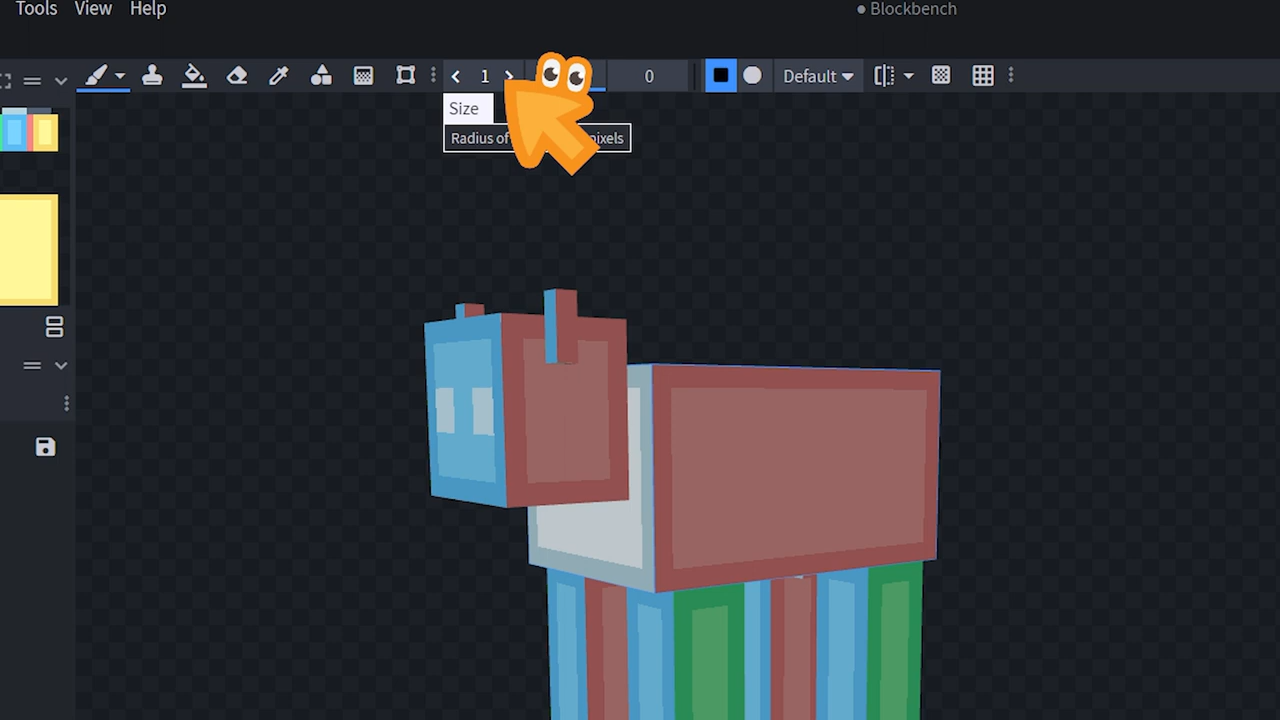 Tools View Help
● Blockbench
1
0
Default
Size
Radius of
pixels